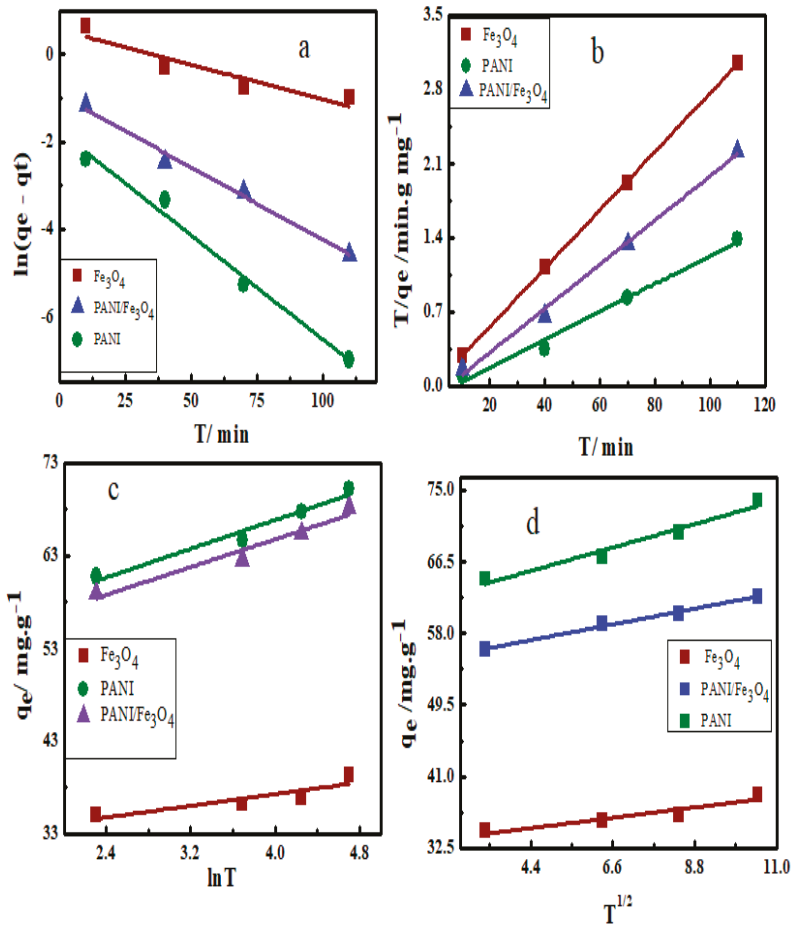 a
0
-2
-4
-6
ln(qe - qt)
Fe3O4
PANI/Fe3O4
PANI
0 25 50 75 100
T/ min
b
3.5
2.8
2.1
1.4
0.7
0.0
T/qe /min.g mg-1
Fe3O4
PANI
PANI/Fe3O4
20 40 60 80 100 120
T/ min
c
73
63
53
43
33
qe/ mg.g-1
Fe3O4
PANI
PANI/Fe3O4
2.4 3.2 4.0 4.8
lnT
d
75.0
66.5
58.0
49.5
41.0
32.5
qe /mg.g-1
Fe3O4
PANI/Fe3O4
PANI
4.4 6.6 8.8 11.0
T1/2